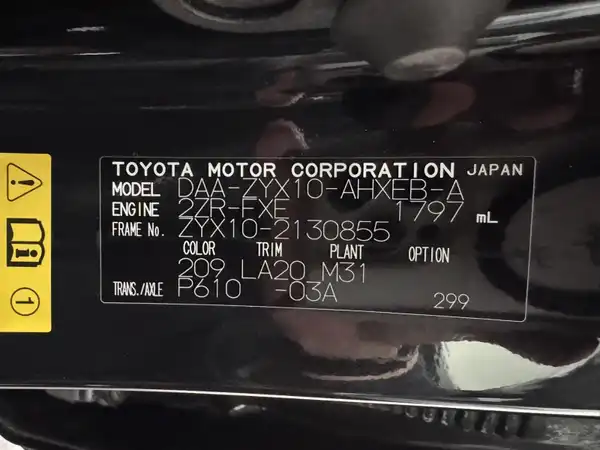 TOYOTA MOTOR CORPORATION JAPAN
MODEL DAA-ZYX10-AHXEB-A
ENGINE 2ZR-FXE 1797 mL
FRAME No. ZYX10-2130855
COLOR TRIM PLANT OPTION
209 LA20 M31
TRANS./AXLE P610 -03A 299
1